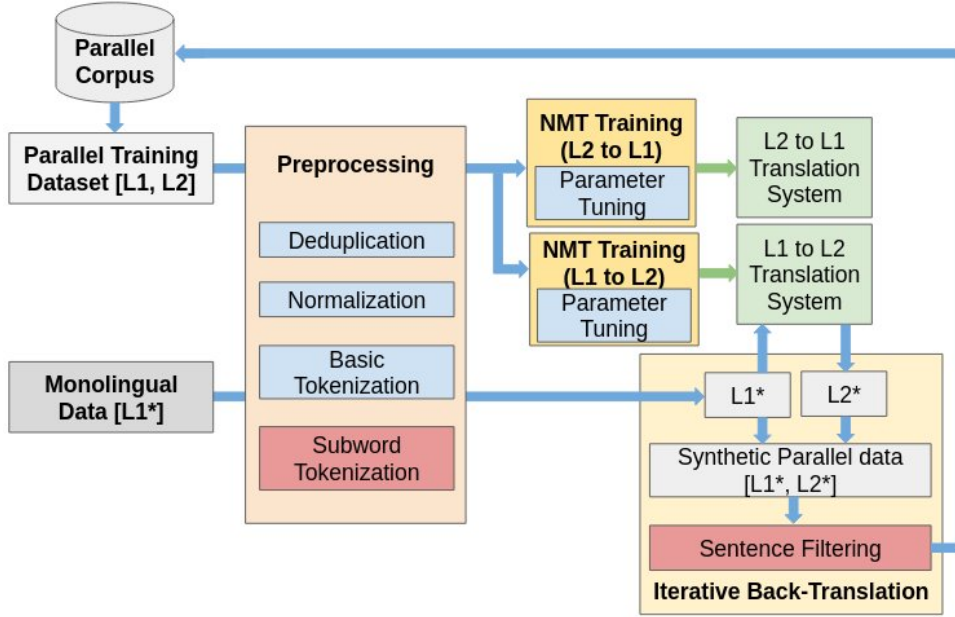 Parallel
Corpus
Parallel Training
Dataset [L1, L2]
Monolingual
Data [L1*]
Preprocessing
Deduplication
Normalization
Basic
Tokenization
Subword
Tokenization
NMT Training
(L2 to L1)
Parameter
Tuning
NMT Training
(L1 to L2)
Parameter
Tuning
L2 to L1
Translation
System
L1 to L2
Translation
System
L1*
L2*
Synthetic Parallel data
[L1*, L2*]
Sentence Filtering
Iterative Back-Translation